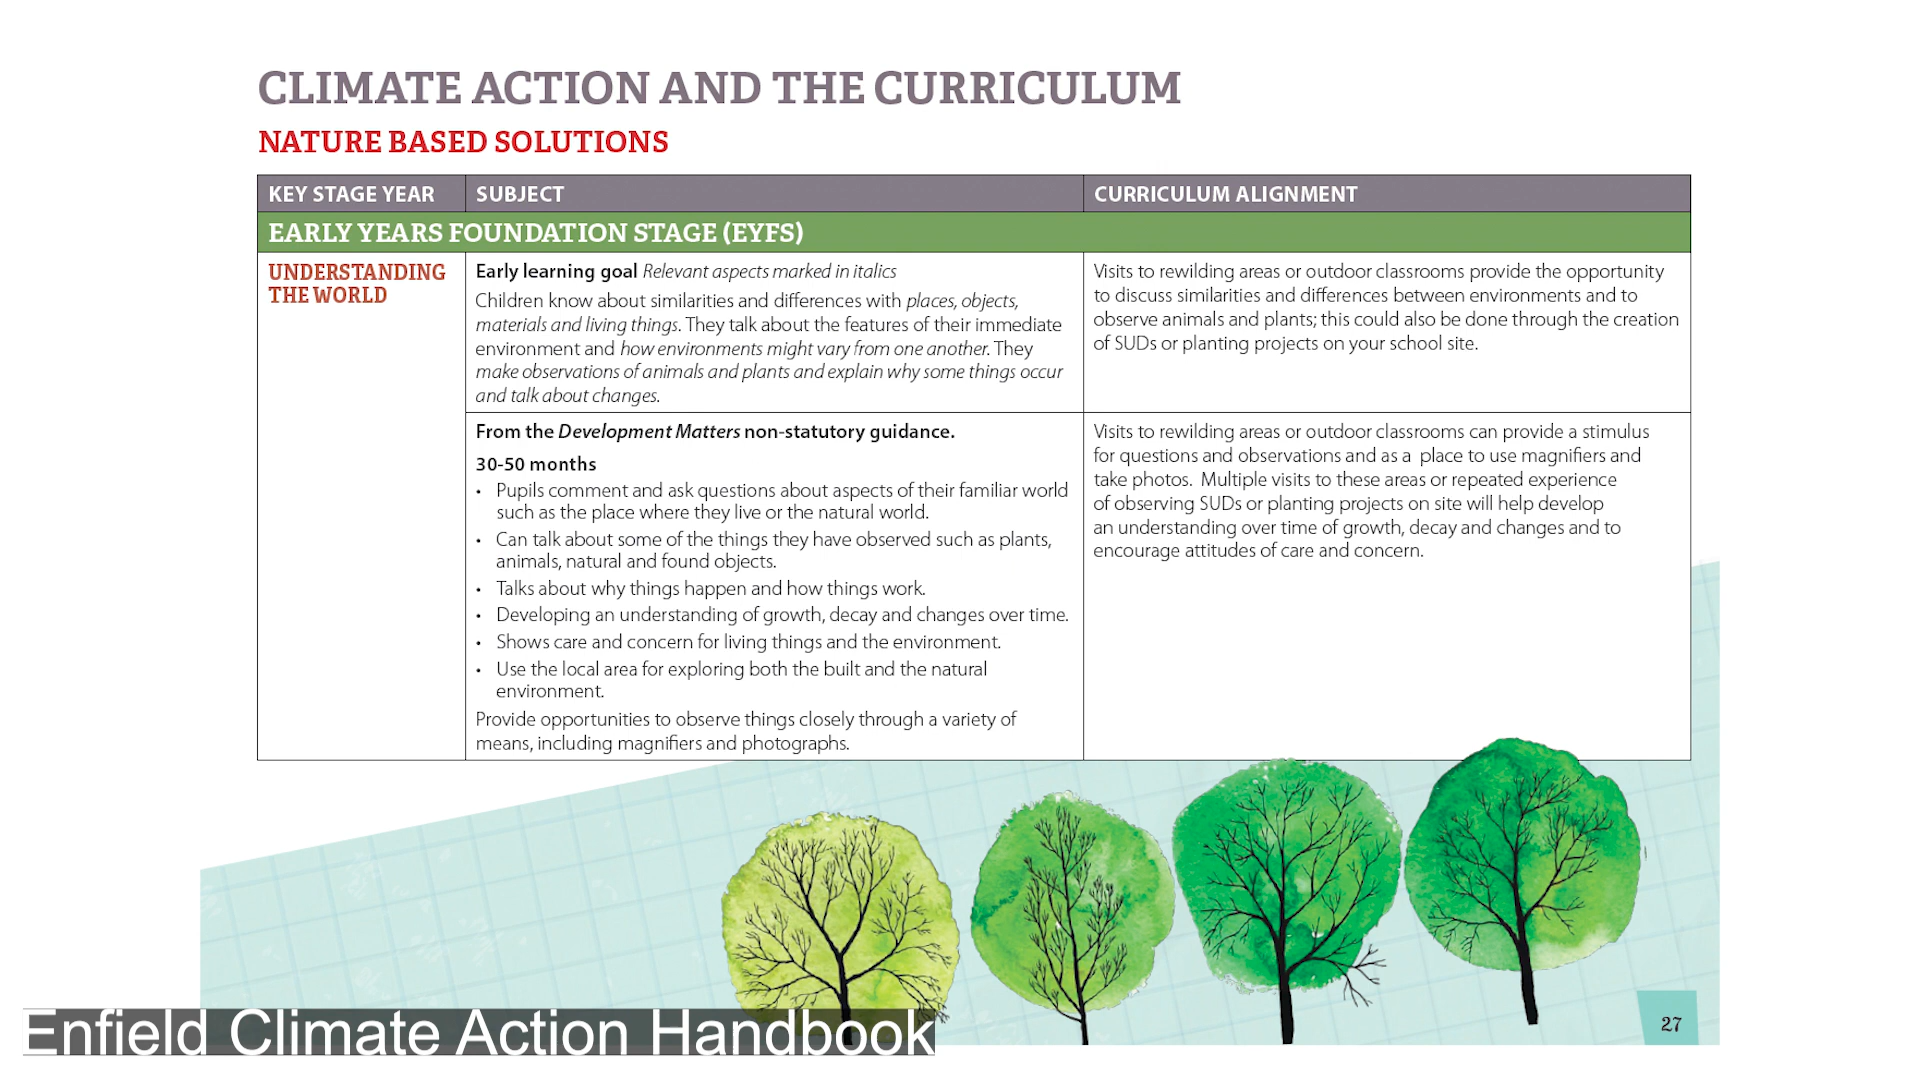 CLIMATE ACTION AND THE CURRICULUM
NATURE BASED SOLUTIONS
KEY STAGE YEAR
SUBJECT
CURRICULUM ALIGNMENT
EARLY YEARS FOUNDATION STAGE (EYFS)
UNDERSTANDING
THE WORLD
Early learning goal Relevant aspects marked in italics
Children know about similarities and differences with places, objects,
materials and living things. They talk about the features of their immediate
environment and how environments might vary from one another. They
make observations of animals and plants and explain why some things occur
and talk about changes.
Visits to rewilding areas or outdoor classrooms provide the opportunity
to discuss similarities and differences between environments and to
observe animals and plants; this could also be done through the creation
of SUDs or planting projects on your school site.
From the Development Matters non-statutory guidance.
30-50 months
• Pupils comment and ask questions about aspects of their familiar world
such as the place where they live or the natural world.
• Can talk about some of the things they have observed such as plants,
animals, natural and found objects.
• Talks about why things happen and how things work.
• Developing an understanding of growth, decay and changes over time.
• Shows care and concern for living things and the environment.
• Use the local area for exploring both the built and the natural
environment.
Provide opportunities to observe things closely through a variety of
means, including magnifiers and photographs.
Visits to rewilding areas or outdoor classrooms can provide a stimulus
for questions and observations and as a place to use magnifiers and
take photos. Multiple visits to these areas or repeated experience
of observing SUDs or planting projects on site will help develop
an understanding over time of growth, decay and changes and to
encourage attitudes of care and concern.
Enfield Climate Action Handbook
27